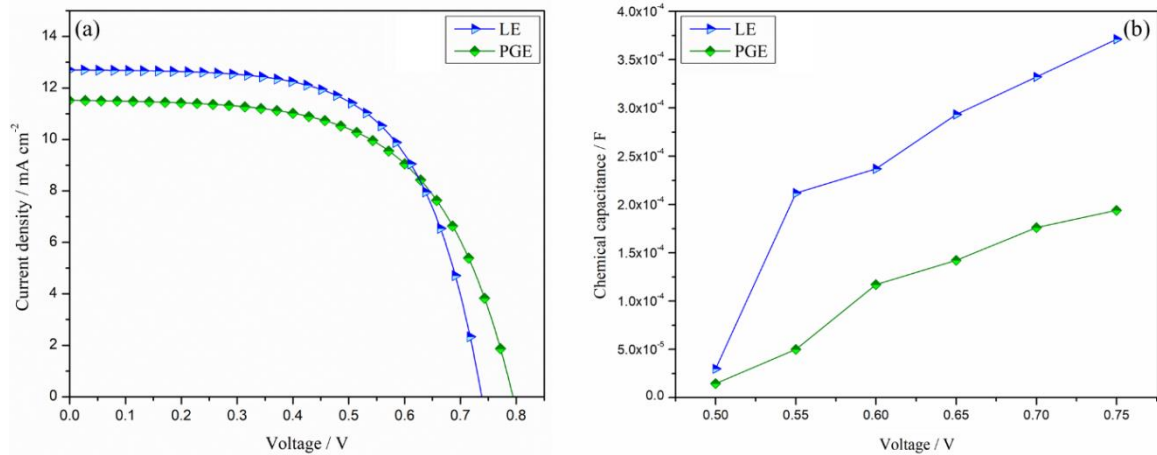 (a)
LE
PGE
14
12
10
8
6
4
2
0
0.0 0.1 0.2 0.3 0.4 0.5 0.6 0.7 0.8
Current density / mA cm⁻²
Voltage / V
(b)
LE
PGE
4.0x10⁻⁴
3.5x10⁻⁴
3.0x10⁻⁴
2.5x10⁻⁴
2.0x10⁻⁴
1.5x10⁻⁴
1.0x10⁻⁴
5.0x10⁻⁵
0.0
0.50 0.55 0.60 0.65 0.70 0.75
Chemical capacitance / F
Voltage / V